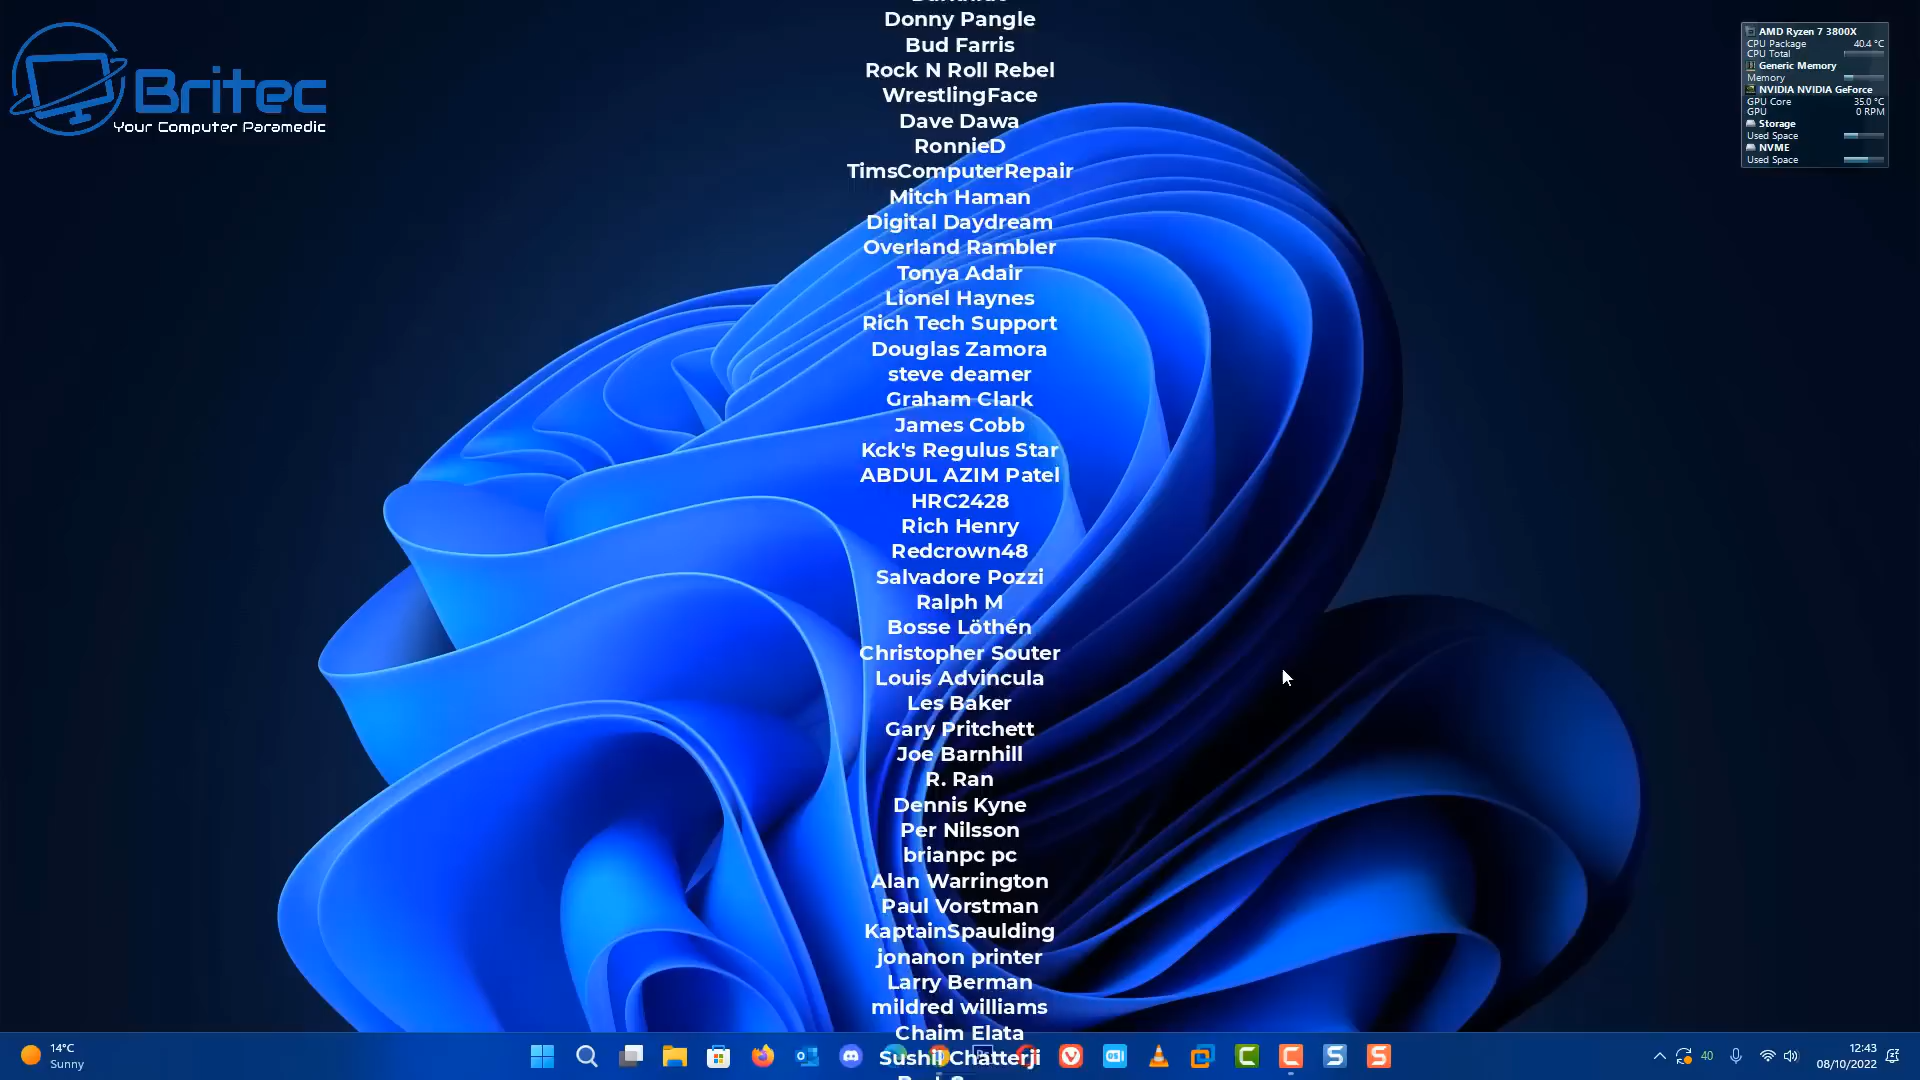 Donny Pangle
Bud Farris
Rock N Roll Rebel
WrestlingFace
Dave Dawa
RonnieD
TimsComputerRepair
Mitch Haman
Digital Daydream
Overland Rambler
Tonya Adair
Lionel Haynes
Rich Tech Support
Douglas Zamora
steve deamer
Graham Clark
James Cobb
Kck's Regulus Star
ABDUL AZIM Patel
HRC2428
Rich Henry
Redcrown48
Salvadore Pozzi
Ralph M
Bosse Löthén
Christopher Souter
Louis Advincula
Les Baker
Gary Pritchett
Joe Barnhill
R. Ran
Dennis Kyne
Per Nilsson
brianpc pc
Alan Warrington
Paul Vorstman
KaptainSpaulding
jonanon printer
Larry Berman
mildred williams
Chaim Elata
Sushil Chatterji
Britec
Your Computer Paramedic
AMD Ryzen 7 3800X
CPU Package 40.4 °C
CPU Total
Generic Memory
Memory
NVIDIA NVIDIA GeForce
GPU Core 35.0 °C
GPU 0 RPM
Storage
Used Space
NVME
Used Space
14°C
Sunny
40
12:43
08/10/2022